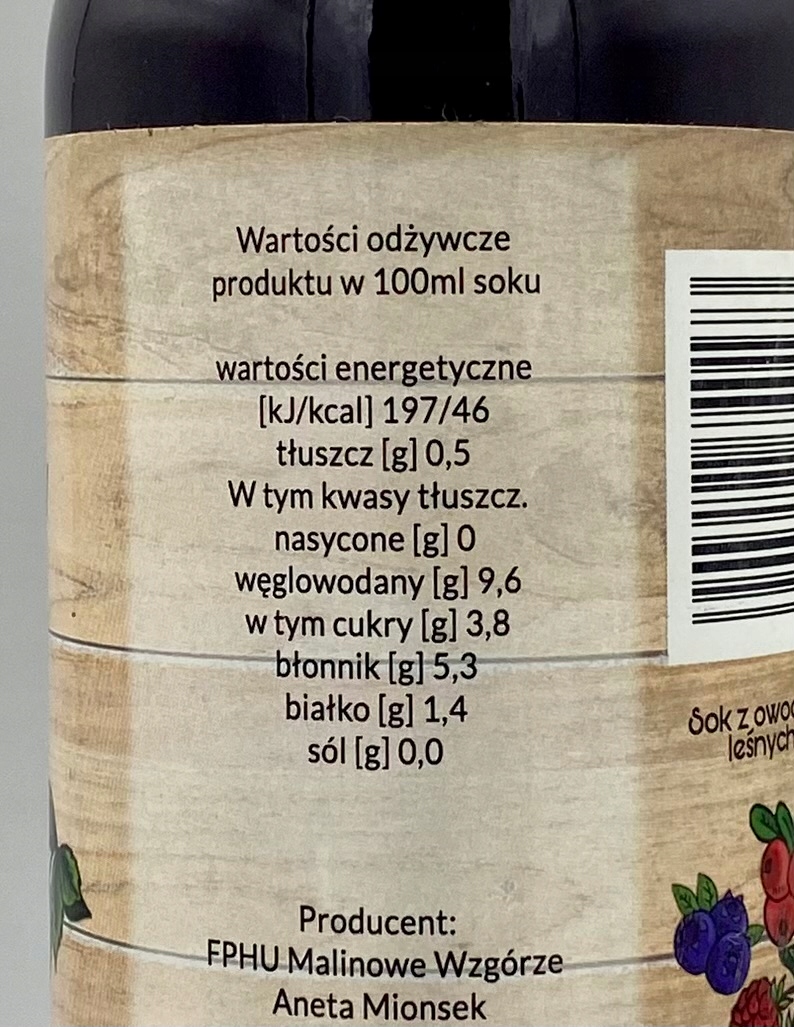 Wartości odżywcze
produktu w 100ml soku
wartości energetyczne
[kJ/kcal] 197/46
tłuszcz [g] 0,5
W tym kwasy tłuszcz.
nasycone [g] 0
węglowodany [g] 9,6
w tym cukry [g] 3,8
błonnik [g] 5,3
białko [g] 1,4
sól [g] 0,0
Producent:
FPHU Malinowe Wzgórze
Aneta Mionsek
Sok z
leśnych